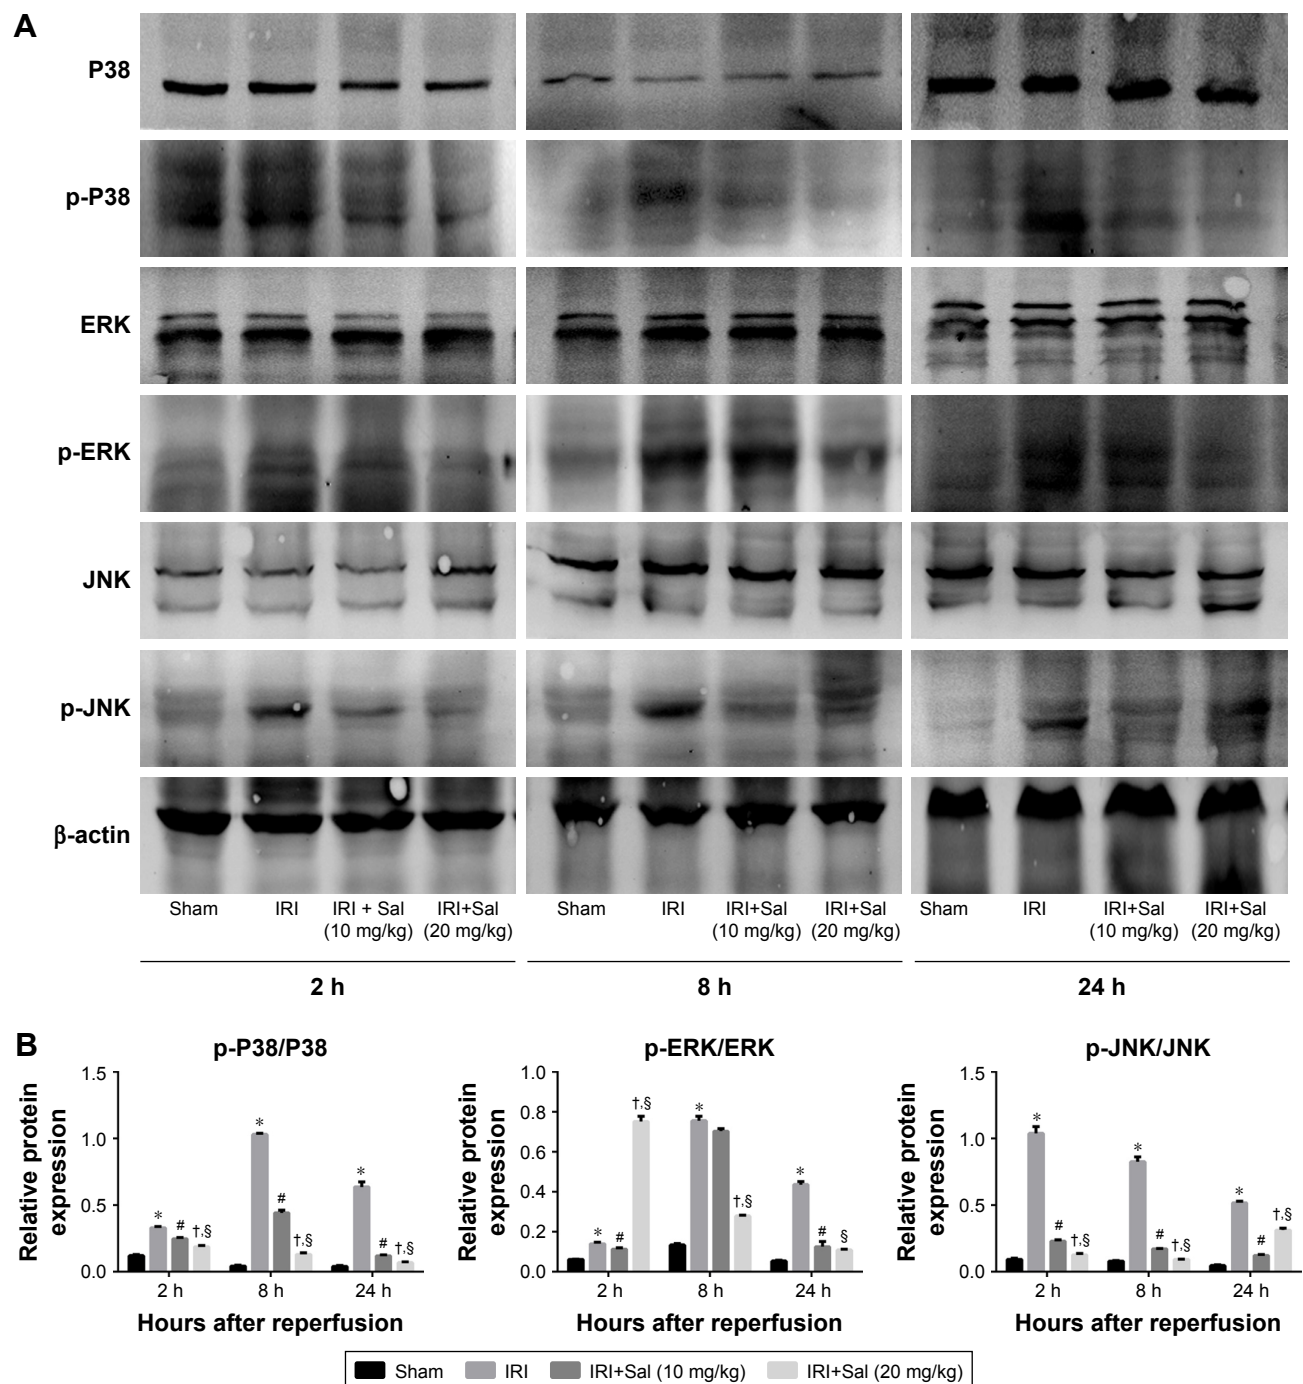 A
P38
p-P38
ERK
p-ERK
JNK
p-JNK
β-actin
Sham IRI IRI + Sal (10 mg/kg) IRI+Sal (20 mg/kg)
Sham IRI IRI+Sal (10 mg/kg) IRI+Sal (20 mg/kg)
Sham IRI IRI+Sal (10 mg/kg) IRI+Sal (20 mg/kg)
2 h 8 h 24 h
B
p-P38/P38
Relative protein
expression
1.5
1.0
0.5
0.0
* # †,§
* # †,§
* # †,§
2 h 8 h 24 h
Hours after reperfusion
p-ERK/ERK
Relative protein
expression
1.0
0.8
0.6
0.4
0.2
0.0
* # †,§
* †,§
* # §
2 h 8 h 24 h
Hours after reperfusion
p-JNK/JNK
Relative protein
expression
1.5
1.0
0.5
0.0
* # †,§
* # †,§
* # †,§
2 h 8 h 24 h
Hours after reperfusion
Sham IRI IRI+Sal (10 mg/kg) IRI+Sal (20 mg/kg)